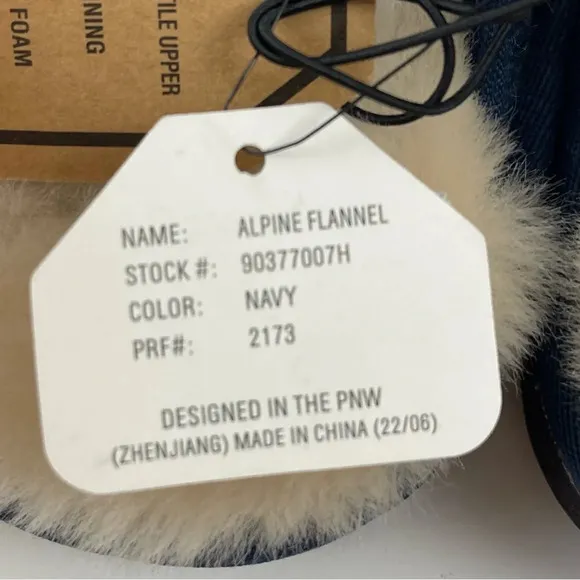 FOAM
NING
TILE UPPER
NAME: ALPINE FLANNEL
STOCK #: 90377007H
COLOR: NAVY
PRF#: 2173
DESIGNED IN THE PNW
(ZHENJIANG) MADE IN CHINA (22/06)